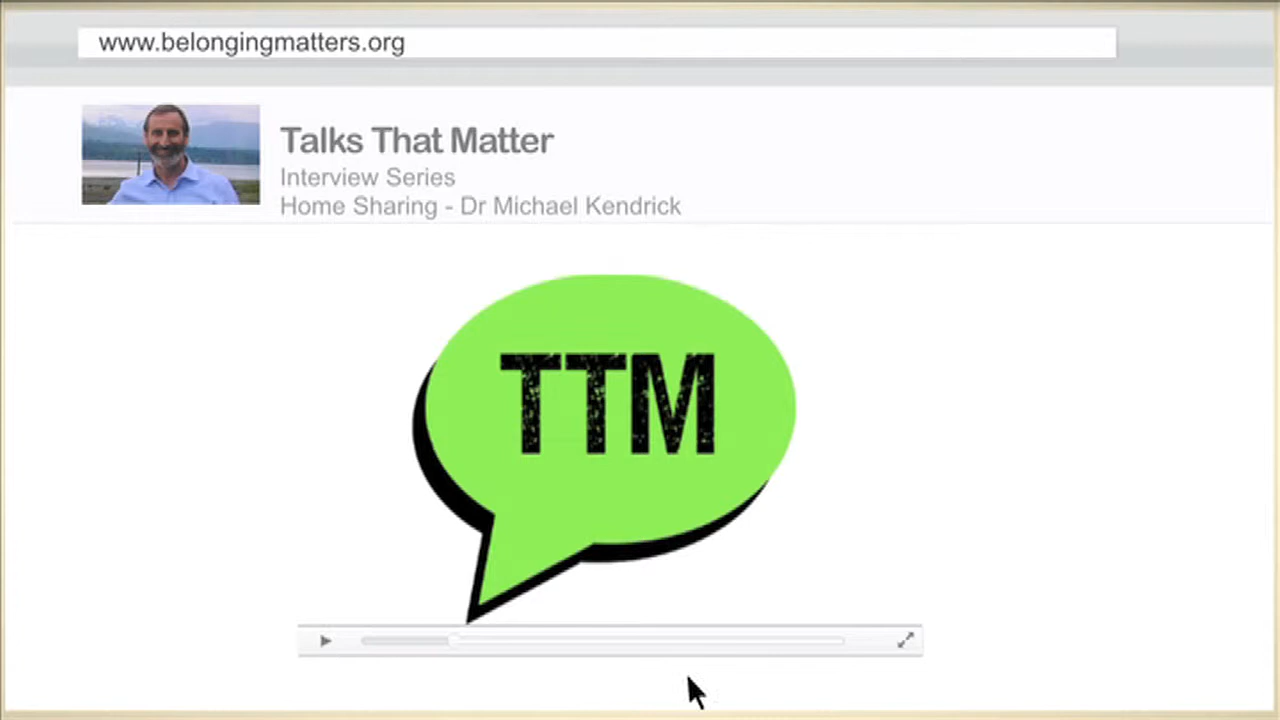 www.belongingmatters.org
Talks That Matter
Interview Series
Home Sharing - Dr Michael Kendrick
TTM